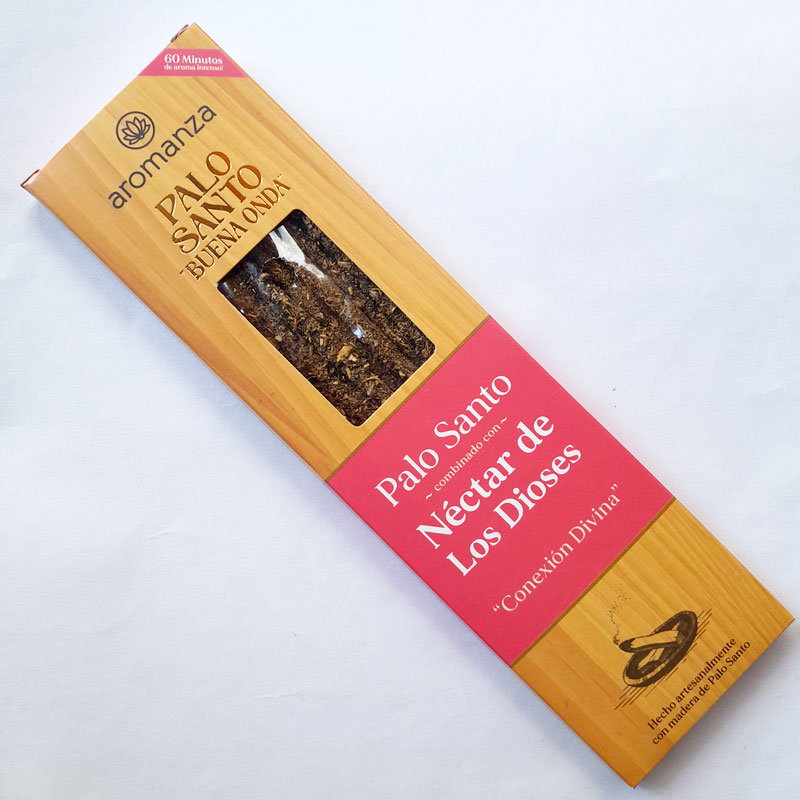 60 Minutos
de aroma intenso!
aromanza
PALO
SANTO
"BUENA ONDA"
Palo Santo
~ combinado con ~
Néctar de
Los Dioses
"Conexión Divina"
Hecho artesanalmente
con madera de Palo Santo